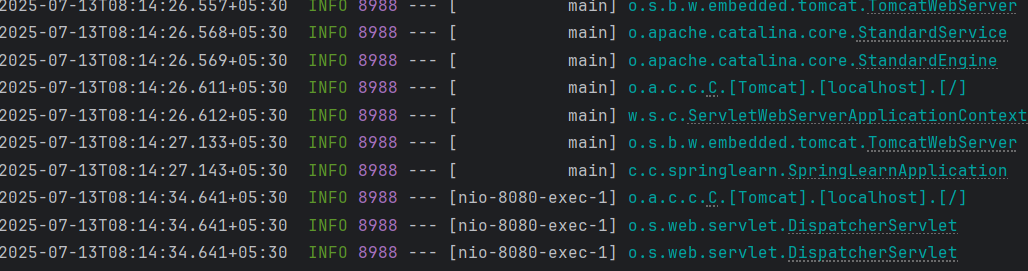 2025-07-13T08:14:26.557+05:30  INFO 8988 --- [           main] o.s.b.w.embedded.tomcat.TomcatWebServer
2025-07-13T08:14:26.568+05:30  INFO 8988 --- [           main] o.apache.catalina.core.StandardService
2025-07-13T08:14:26.569+05:30  INFO 8988 --- [           main] o.apache.catalina.core.StandardEngine
2025-07-13T08:14:26.611+05:30  INFO 8988 --- [           main] o.a.c.c.C.[Tomcat].[localhost].[/]
2025-07-13T08:14:26.612+05:30  INFO 8988 --- [           main] w.s.c.ServletWebServerApplicationContext
2025-07-13T08:14:27.133+05:30  INFO 8988 --- [           main] o.s.b.w.embedded.tomcat.TomcatWebServer
2025-07-13T08:14:27.143+05:30  INFO 8988 --- [           main] c.c.springlearn.SpringLearnApplication
2025-07-13T08:14:34.641+05:30  INFO 8988 --- [nio-8080-exec-1] o.a.c.c.C.[Tomcat].[localhost].[/]
2025-07-13T08:14:34.641+05:30  INFO 8988 --- [nio-8080-exec-1] o.s.web.servlet.DispatcherServlet
2025-07-13T08:14:34.641+05:30  INFO 8988 --- [nio-8080-exec-1] o.s.web.servlet.DispatcherServlet